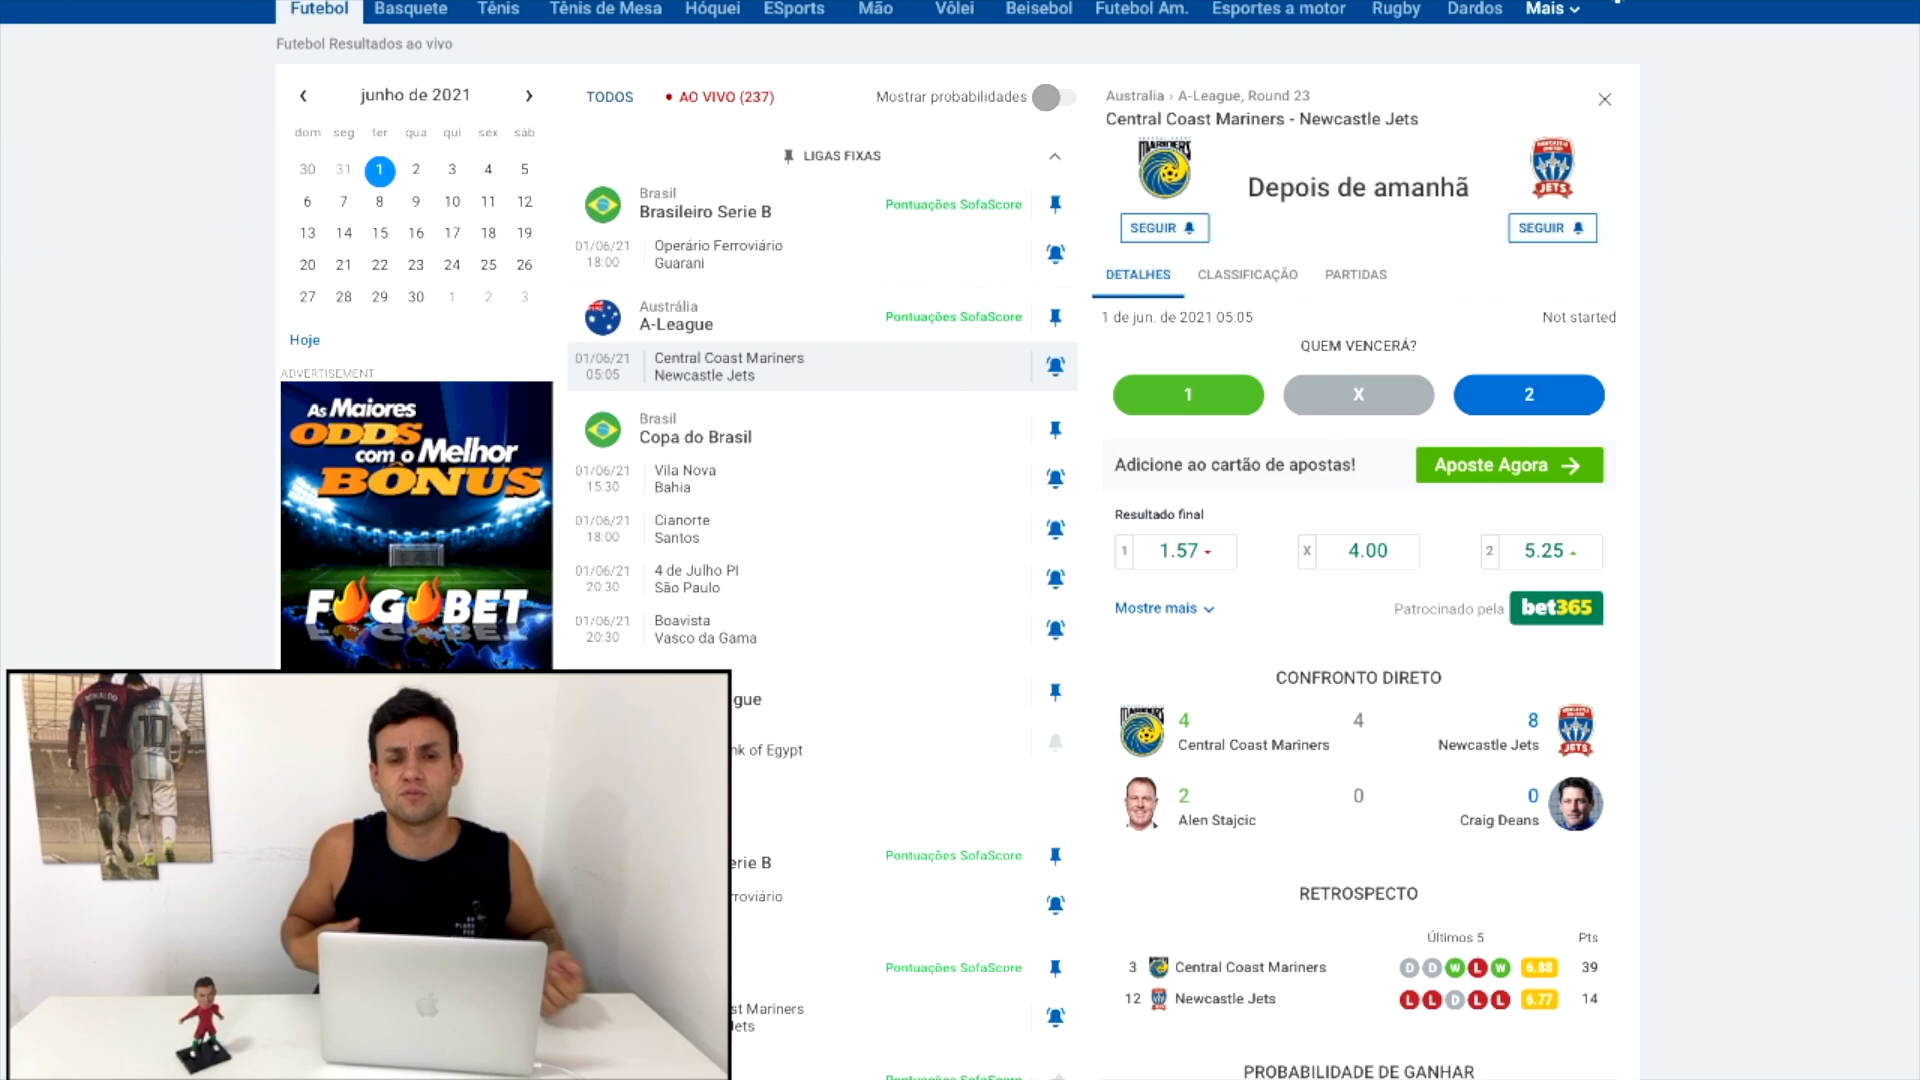 Futebol
Basquete
Tênis
Tênis de Mesa
Hóquei
ESports
Mão
Vôlei
Beisebol
Futebol Am.
Esportes a motor
Rugby
Dardos
Mais
Futebol Resultados ao vivo
junho de 2021
dom seg ter qua qui sex sáb
30 31 1 2 3 4 5
6 7 8 9 10 11 12
13 14 15 16 17 18 19
20 21 22 23 24 25 26
27 28 29 30 1 2 3
Hoje
ADVERTISEMENT
As Maiores
ODDS
com o Melhor
BÔNUS
FOGOBET
RONALDO
7
10
TODOS
AO VIVO (237)
Mostrar probabilidades
LIGAS FIXAS
Brasil
Brasileiro Serie B
Pontuações SofaScore
01/06/21
18:00
Operário Ferroviário
Guarani
Austrália
A-League
Pontuações SofaScore
01/06/21
05:05
Central Coast Mariners
Newcastle Jets
Brasil
Copa do Brasil
01/06/21
15:30
Vila Nova
Bahia
01/06/21
18:00
Cianorte
Santos
01/06/21
20:30
4 de Julho PI
São Paulo
01/06/21
20:30
Boavista
Vasco da Gama
gue
nk of Egypt
erie B
Pontuações SofaScore
rroviário
Pontuações SofaScore
st Mariners
Jets
Pontuações SofaScore
Australia › A-League, Round 23
Central Coast Mariners - Newcastle Jets
MARINERS
NEWCASTLE
JETS
Depois de amanhã
SEGUIR
SEGUIR
DETALHES
CLASSIFICAÇÃO
PARTIDAS
1 de jun. de 2021 05:05
Not started
QUEM VENCERÁ?
1
X
2
Adicione ao cartão de apostas!
Aposte Agora
Resultado final
1 1.57
X 4.00
2 5.25
Mostre mais
Patrocinado pela
bet365
CONFRONTO DIRETO
MARINERS
4
4
8
JETS
Central Coast Mariners
Newcastle Jets
2
0
0
Alen Stajcic
Craig Deans
RETROSPECTO
Últimos 5
Pts
3 Central Coast Mariners D D W L W 6.88 39
12 Newcastle Jets L L D L L 6.77 14
PROBABILIDADE DE GANHAR